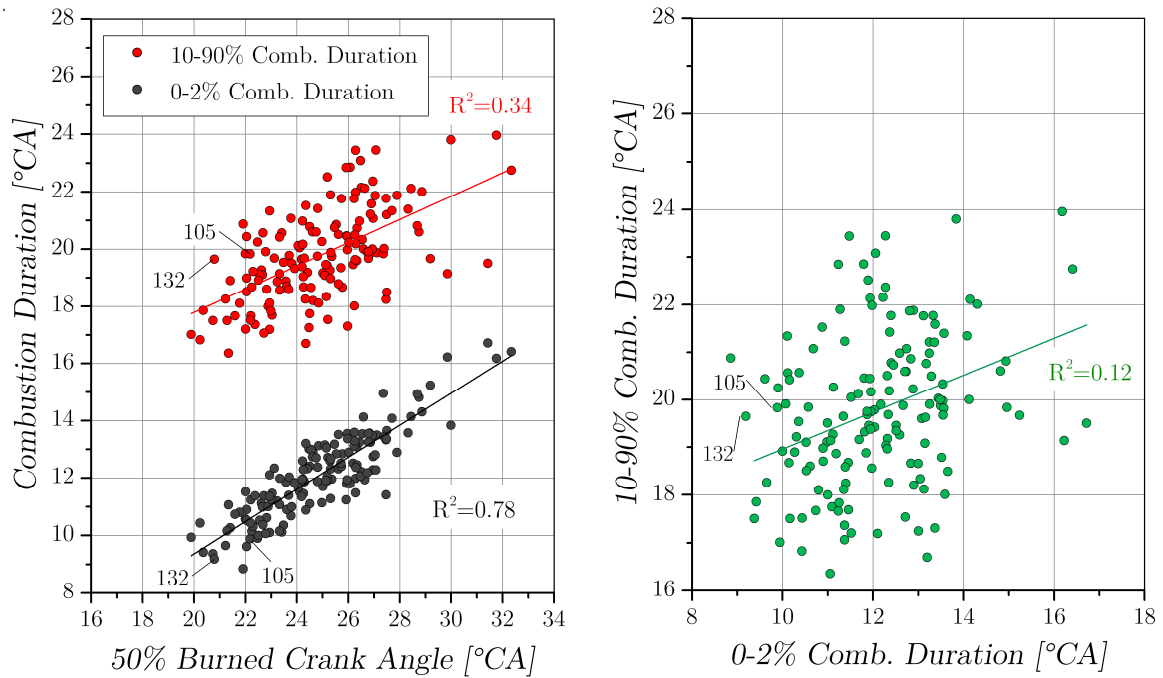 28
26
24
22
20
18
16
14
12
10
8
16 18 20 22 24 26 28 30 32 34
Combustion Duration [°CA]
50% Burned Crank Angle [°CA]
10-90% Comb. Duration
0-2% Comb. Duration
R²=0.34
105
132
R²=0.78
132
105
28
26
24
22
20
18
16
8 10 12 14 16 18
10-90% Comb. Duration [°CA]
0-2% Comb. Duration [°CA]
105
132
R²=0.12